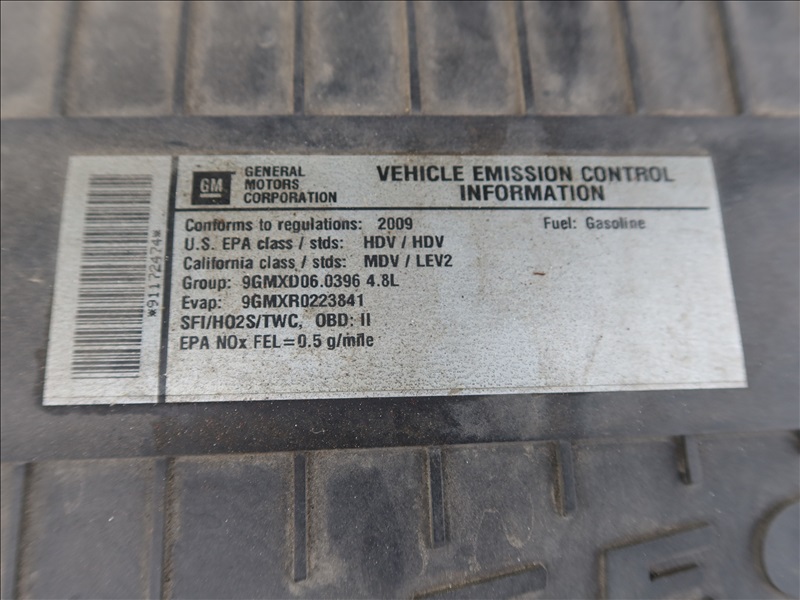 GM
GENERAL
MOTORS
CORPORATION
VEHICLE EMISSION CONTROL
INFORMATION
Conforms to regulations: 2009 Fuel: Gasoline
U.S. EPA class / stds: HDV / HDV
California class / stds: MDV / LEV2
Group: 9GMXD06.0396 4.8L
Evap: 9GMXR0223841
SFI/HO2S/TWC, OBD: II
EPA NOx FEL=0.5 g/mile
*91172474*